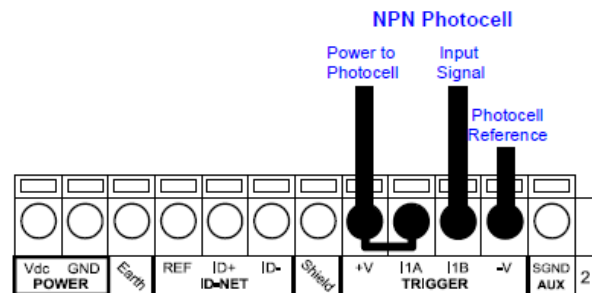 NPN Photocell
Power to
Photocell
Input
Signal
Photocell
Reference
Vdc GND Earth REF ID+ ID- Shield +V I1A I1B -V SGND 2
POWER ID-NET TRIGGER AUX